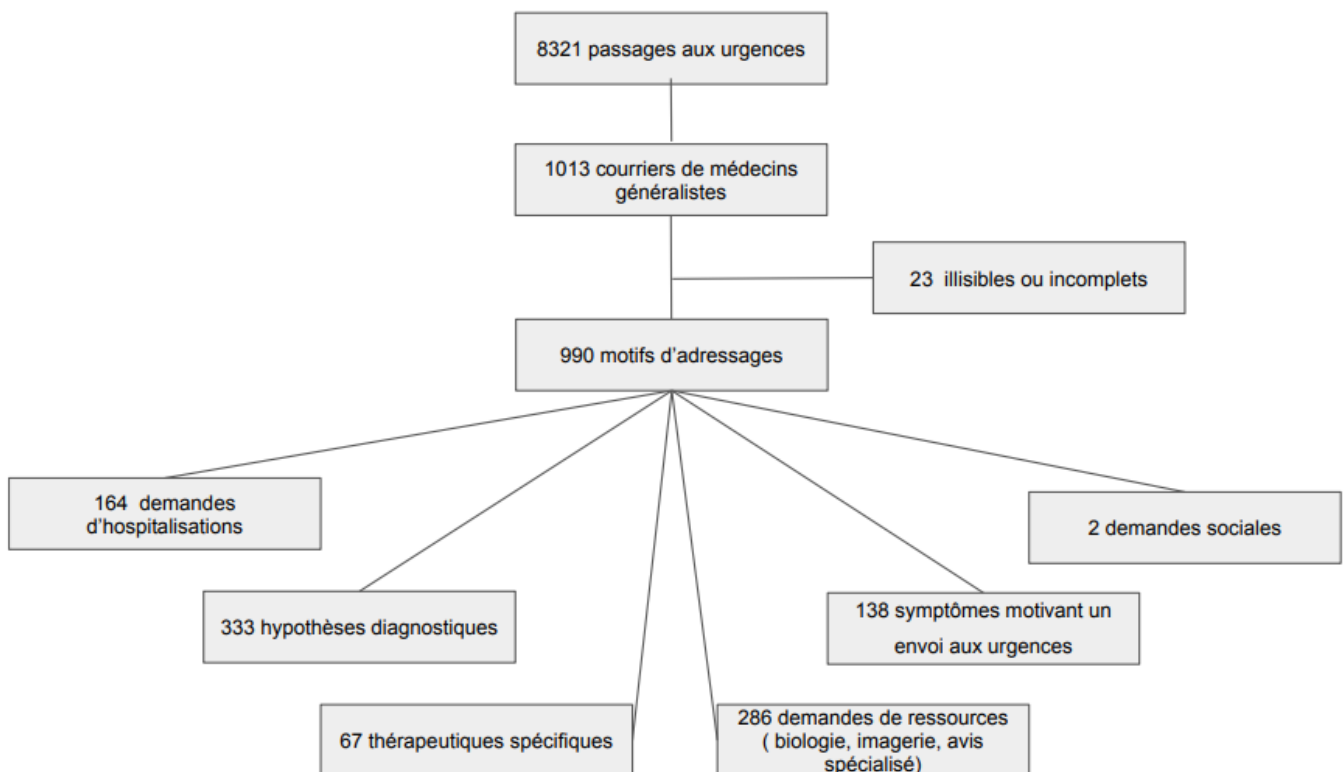 8321 passages aux urgences
1013 courriers de médecins
généralistes
23 illisibles ou incomplets
990 motifs d'adressages
164 demandes
d'hospitalisations
2 demandes sociales
333 hypothèses diagnostiques
138 symptômes motivant un
envoi aux urgences
67 thérapeutiques spécifiques
286 demandes de ressources
( biologie, imagerie, avis
spécialisé)